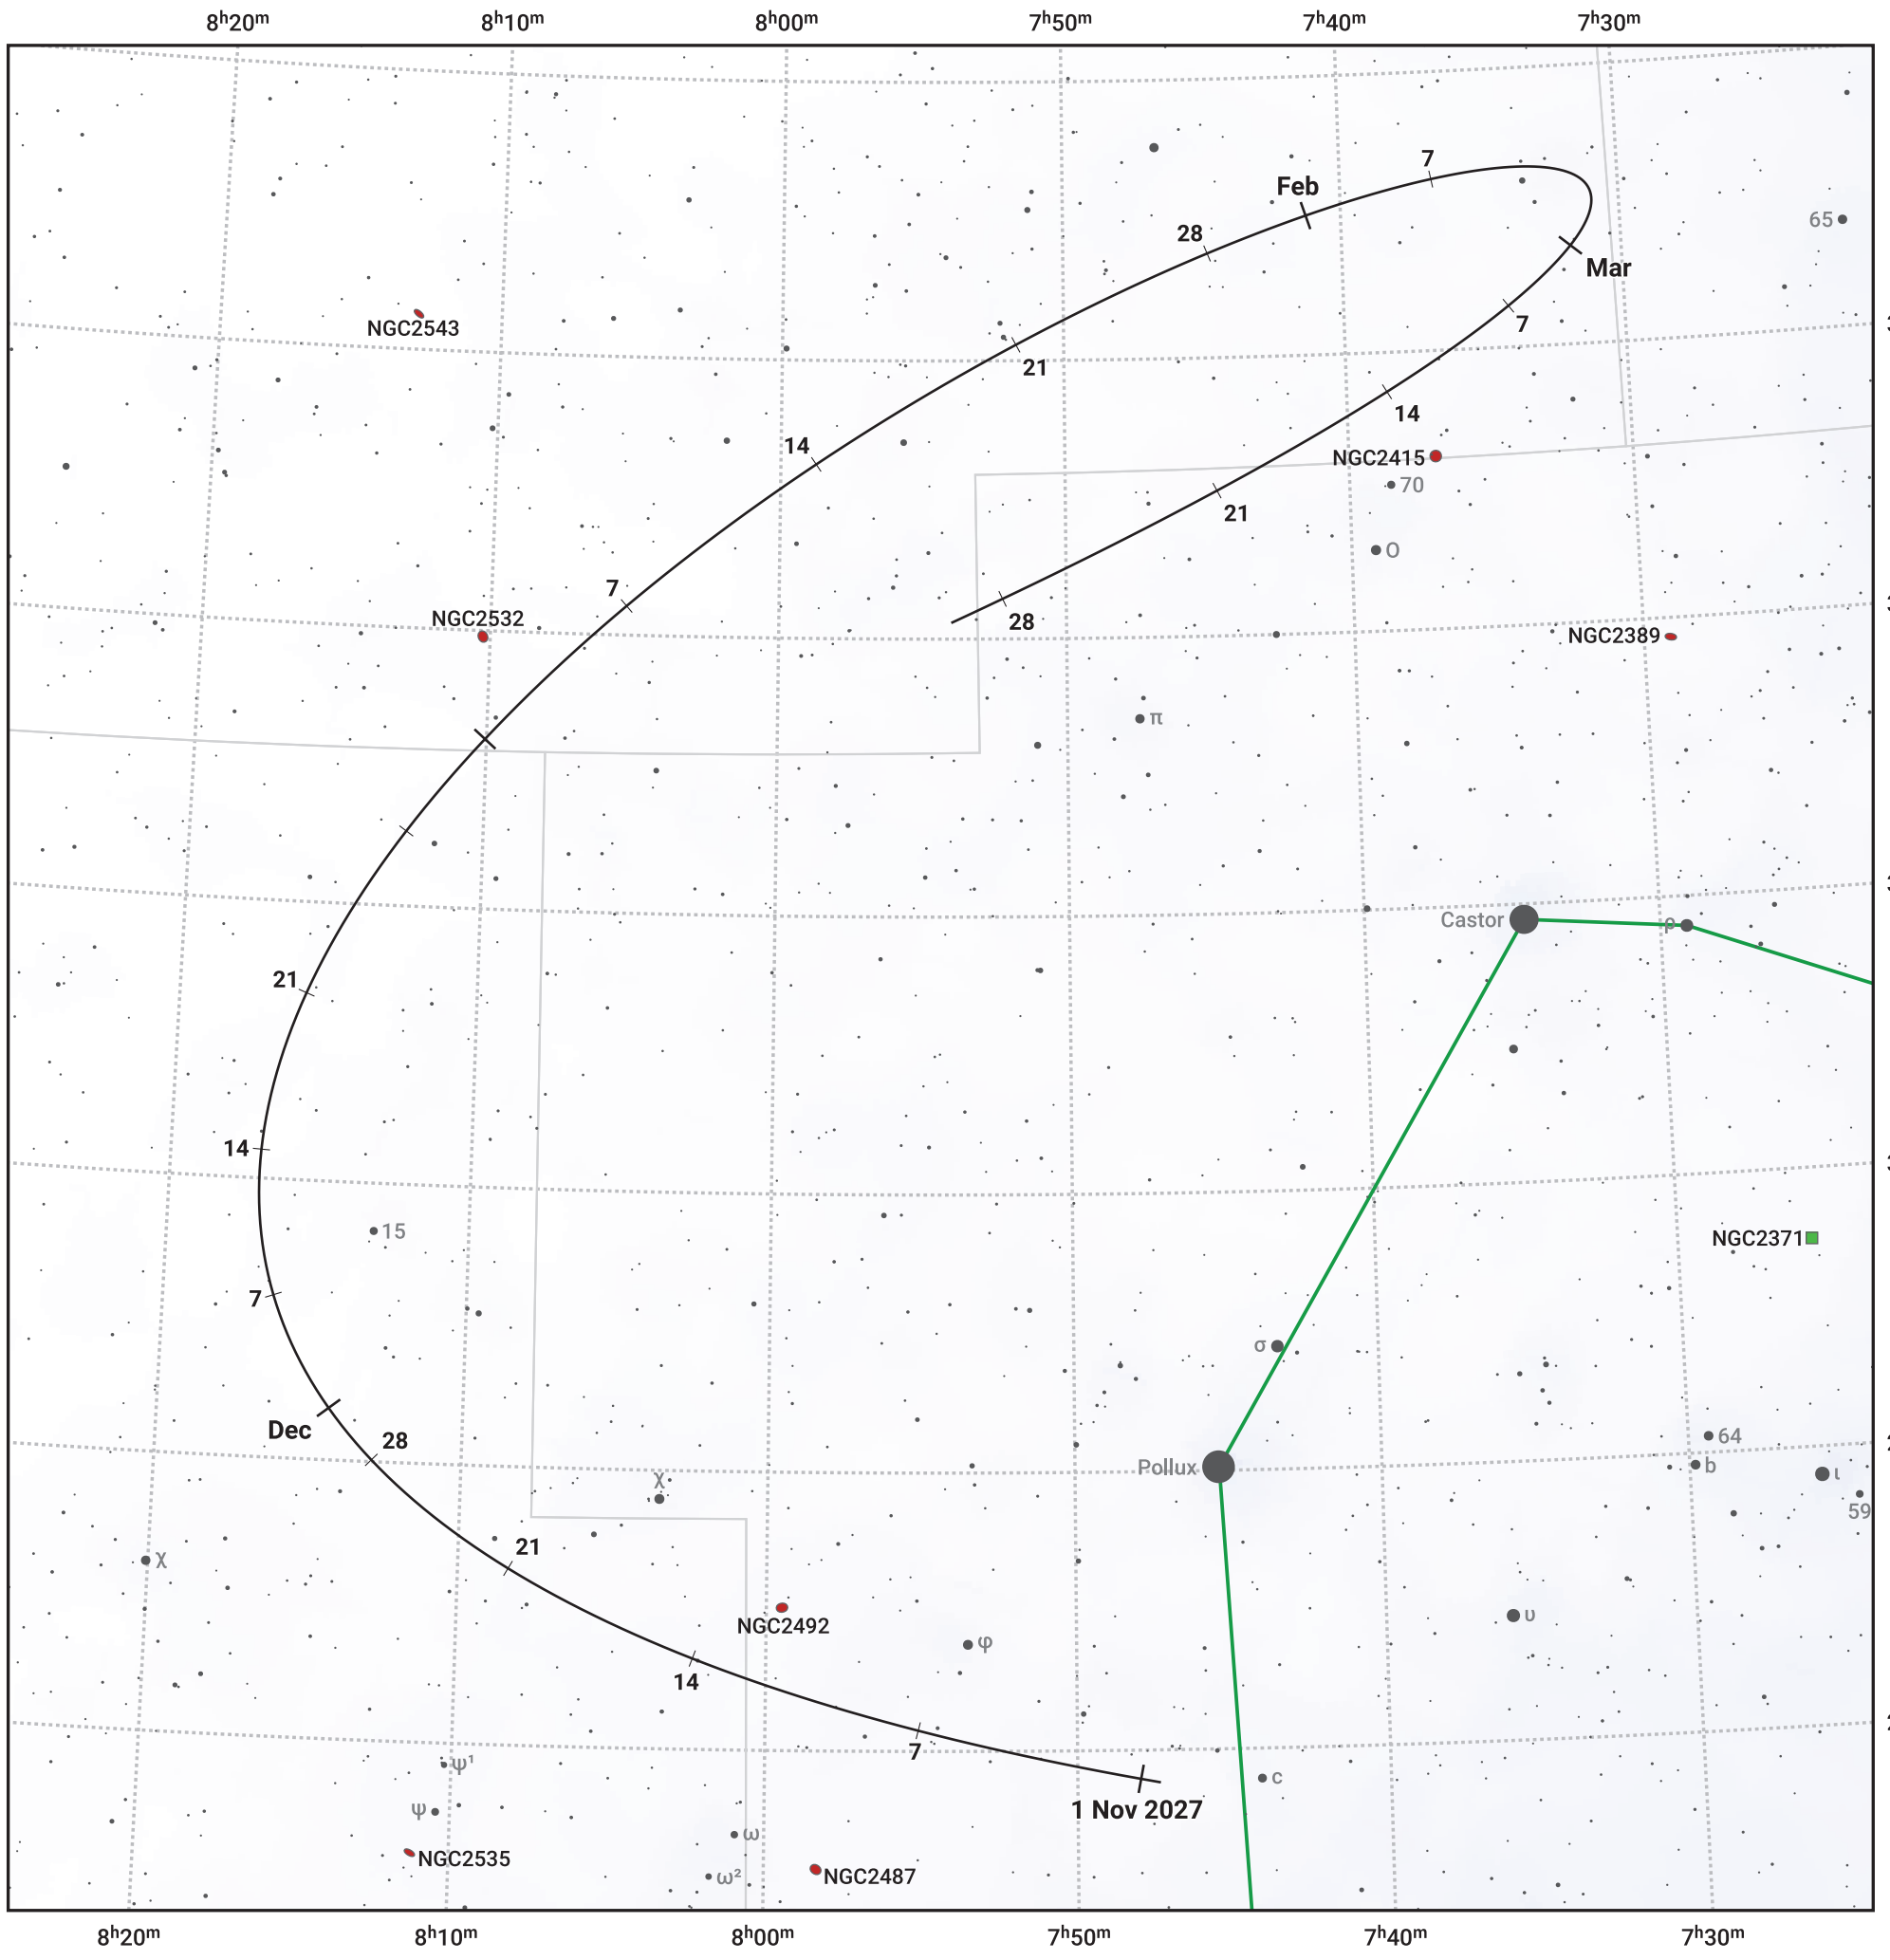 8ʰ20ᵐ 8ʰ10ᵐ 8ʰ00ᵐ 7ʰ50ᵐ 7ʰ40ᵐ 7ʰ30ᵐ
7
Feb
65
28
Mar
NGC2543
7
21
14
14
NGC2415
70
21
ο
7
NGC2532
28
NGC2389
π
Castor
ρ
21
14
15
NGC2371
7
σ
Dec
28
64
Pollux
b
ι
χ
59
21
χ
υ
NGC2492
φ
14
7
ψ¹
c
1 Nov 2027
ψ
ω
NGC2535
ω²
NGC2487
8ʰ20ᵐ 8ʰ10ᵐ 8ʰ00ᵐ 7ʰ50ᵐ 7ʰ40ᵐ 7ʰ30ᵐ